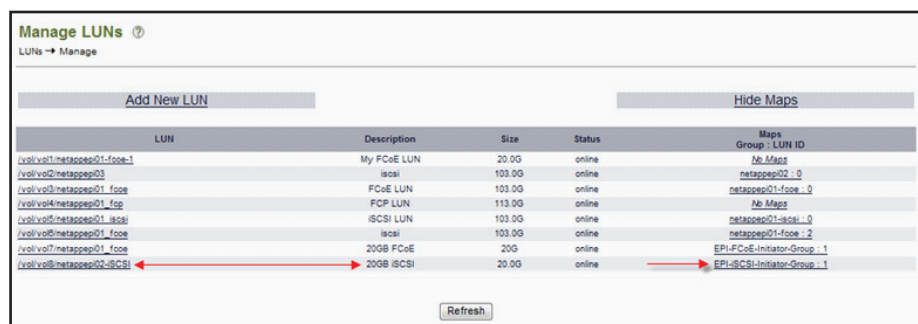 Manage LUNs ?
LUNs → Manage
Add New LUN Hide Maps
LUN Description Size Status Maps
Group : LUN ID
/vol/vol1/netappepi01-fcoe-1 My FCoE LUN 20.0G online No Maps
/vol/vol2/netappepi03 iscsi 103.0G online netappepi02 : 0
/vol/vol3/netappepi01_fcoe FCoE LUN 103.0G online netappepi01-fcoe : 0
/vol/vol4/netappepi01_fcp FCP LUN 113.0G online No Maps
/vol/vol5/netappepi01_iscsi iSCSI LUN 103.0G online netappepi01-iscsi : 0
/vol/vol6/netappepi01_fcoe iscsi 103.0G online netappepi01-fcoe : 2
/vol/vol7/netappepi01_fcoe 20GB FCoE 20G online EPI-FCoE-Initiator-Group : 1
/vol/vol8/netappepi02-iSCSI 20GB iSCSI 20.0G online EPI-iSCSI-Initiator-Group : 1
Refresh